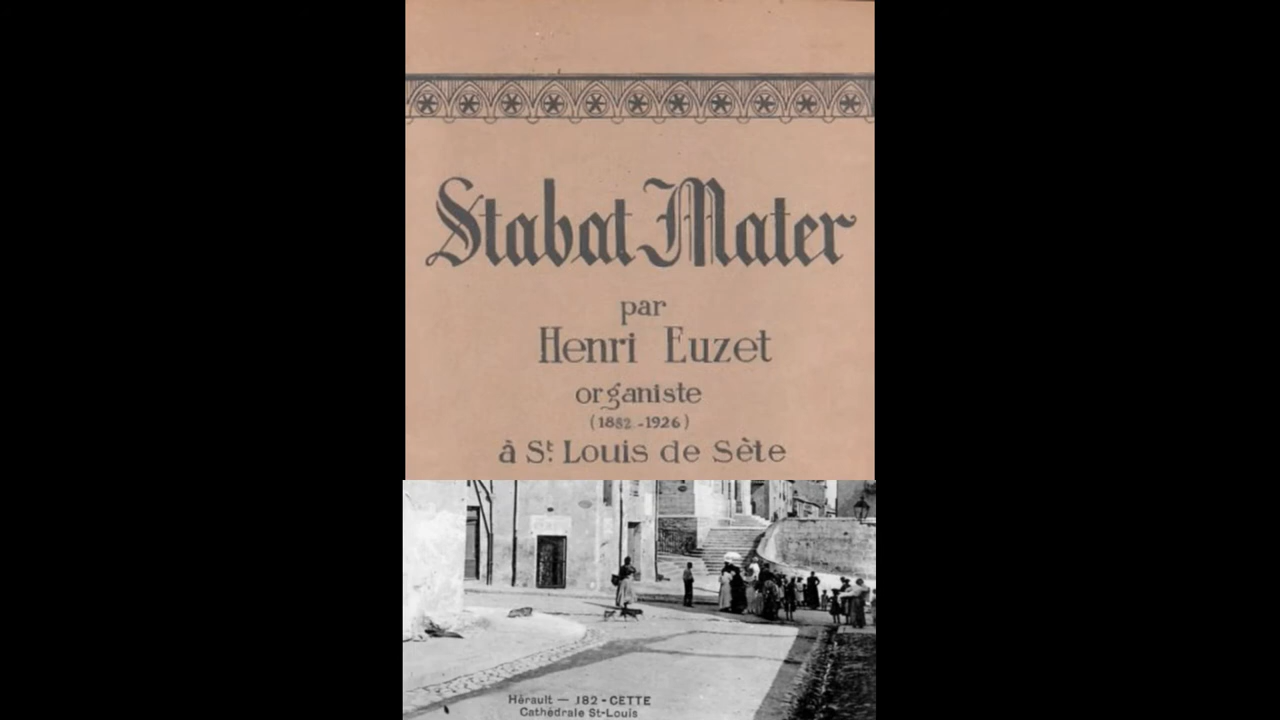 Stabat Mater
par
Henri Euzet
organiste
(1882-1926)
à St. Louis de Sète
Hérault — 182 - CETTE
Cathédrale St-Louis